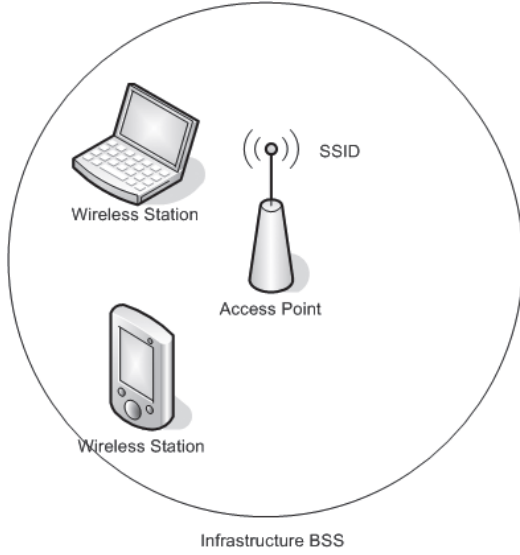 SSID
Wireless Station
Access Point
Wireless Station
Infrastructure BSS